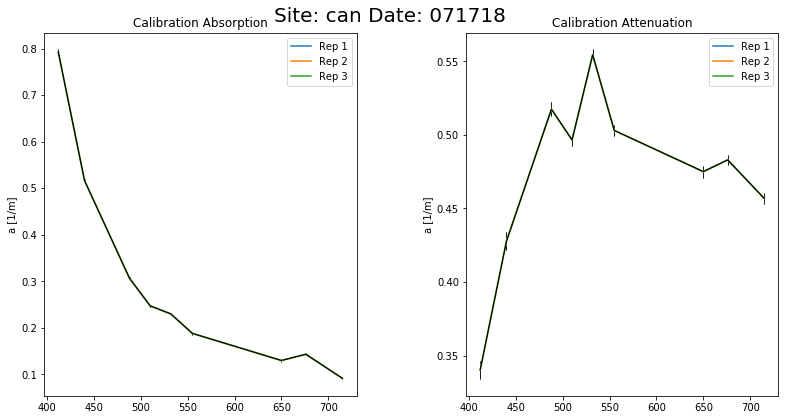 Site: can Date: 071718
Calibration Absorption
Rep 1
Rep 2
Rep 3
a [1/m]
0.8
0.7
0.6
0.5
0.4
0.3
0.2
0.1
400 450 500 550 600 650 700
Calibration Attenuation
Rep 1
Rep 2
Rep 3
a [1/m]
0.55
0.50
0.45
0.40
0.35
400 450 500 550 600 650 700